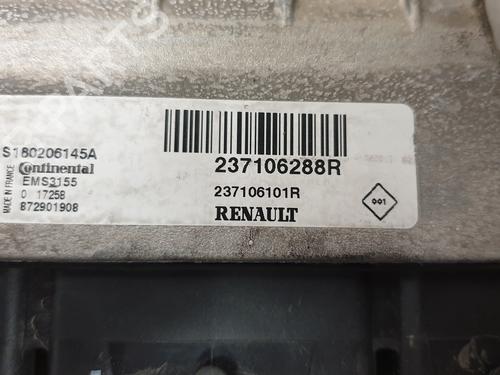 S180206145A
Continental
EMS3155
0 17258
872901908
MADE IN FRANCE
237106288R
237106101R
RENAULT
001